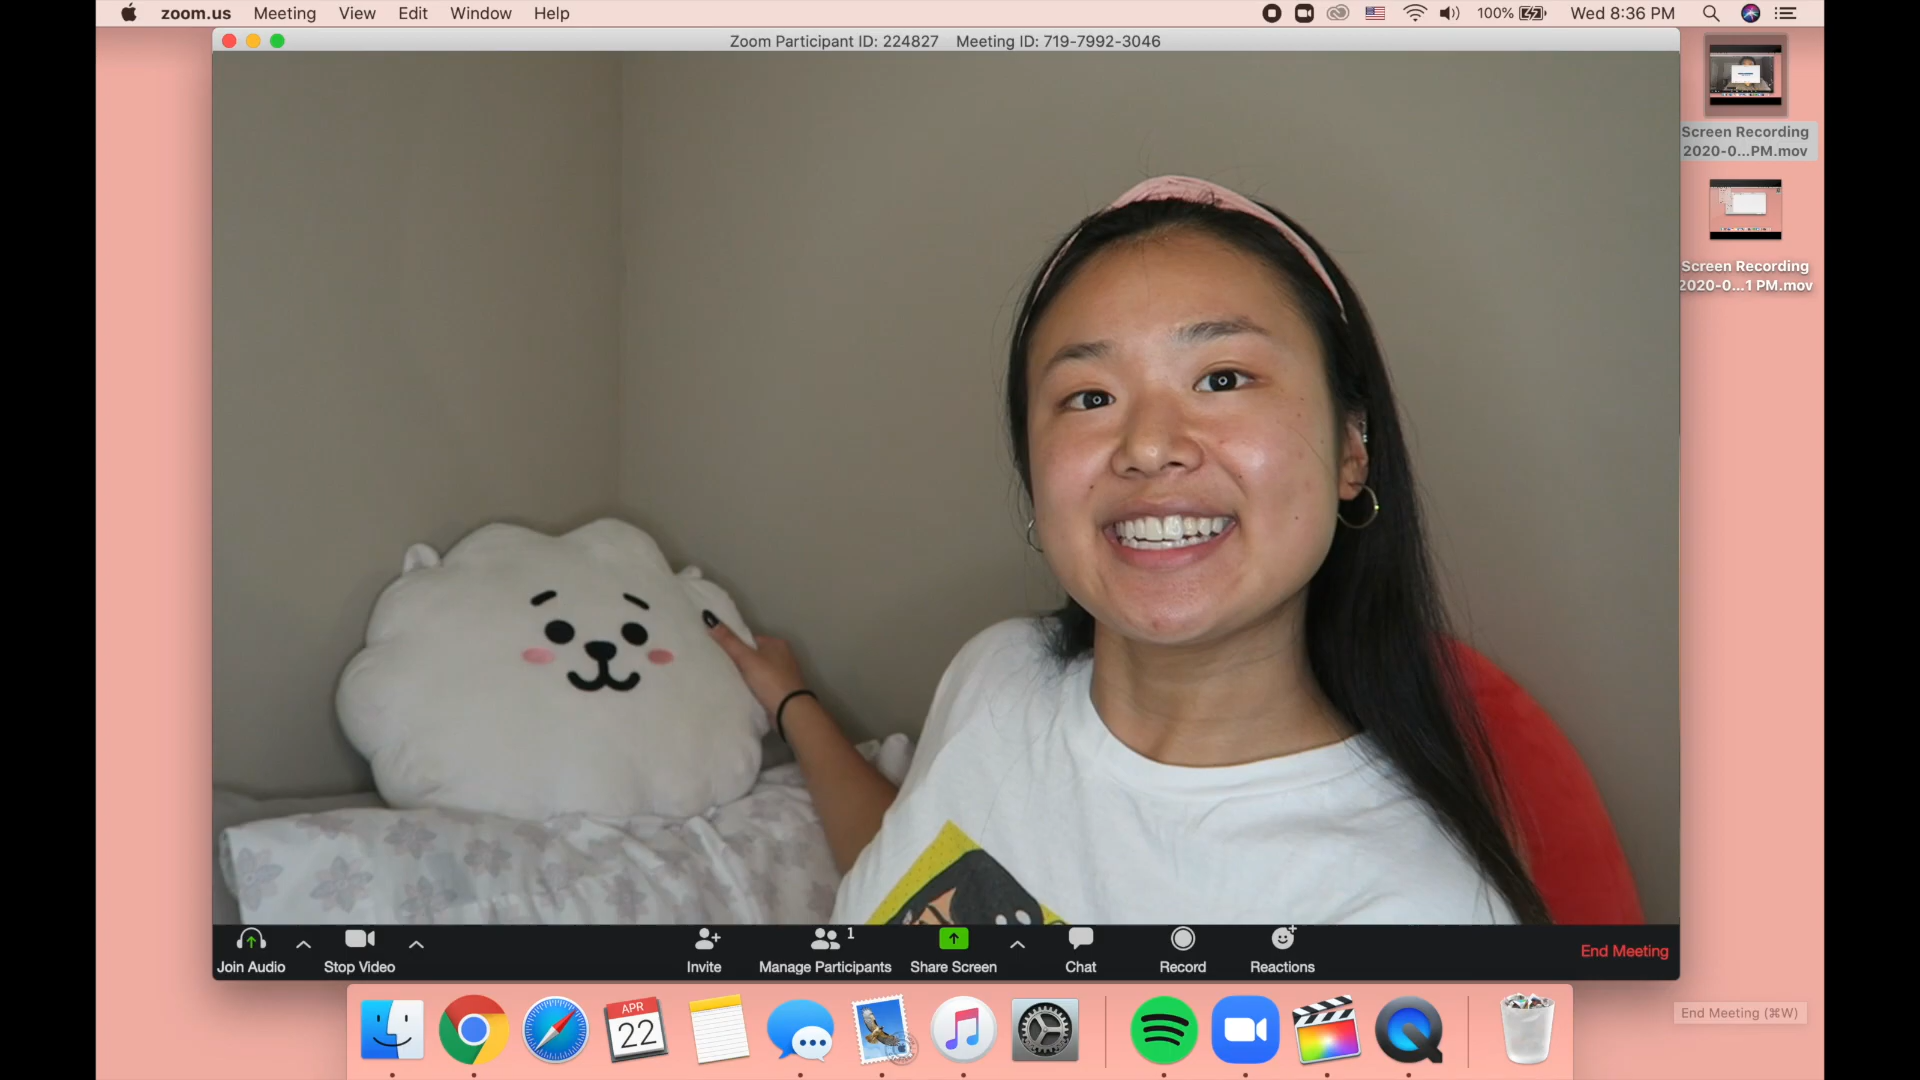 zoom.us Meeting View Edit Window Help 100% Wed 8:36 PM
Zoom Participant ID: 224827 Meeting ID: 719-7992-3046
Screen Recording
2020-0...PM.mov
Screen Recording
2020-0...1 PM.mov
1
Join Audio Stop Video Invite Manage Participants Share Screen Chat Record Reactions End Meeting
APR
22
End Meeting (⌘W)